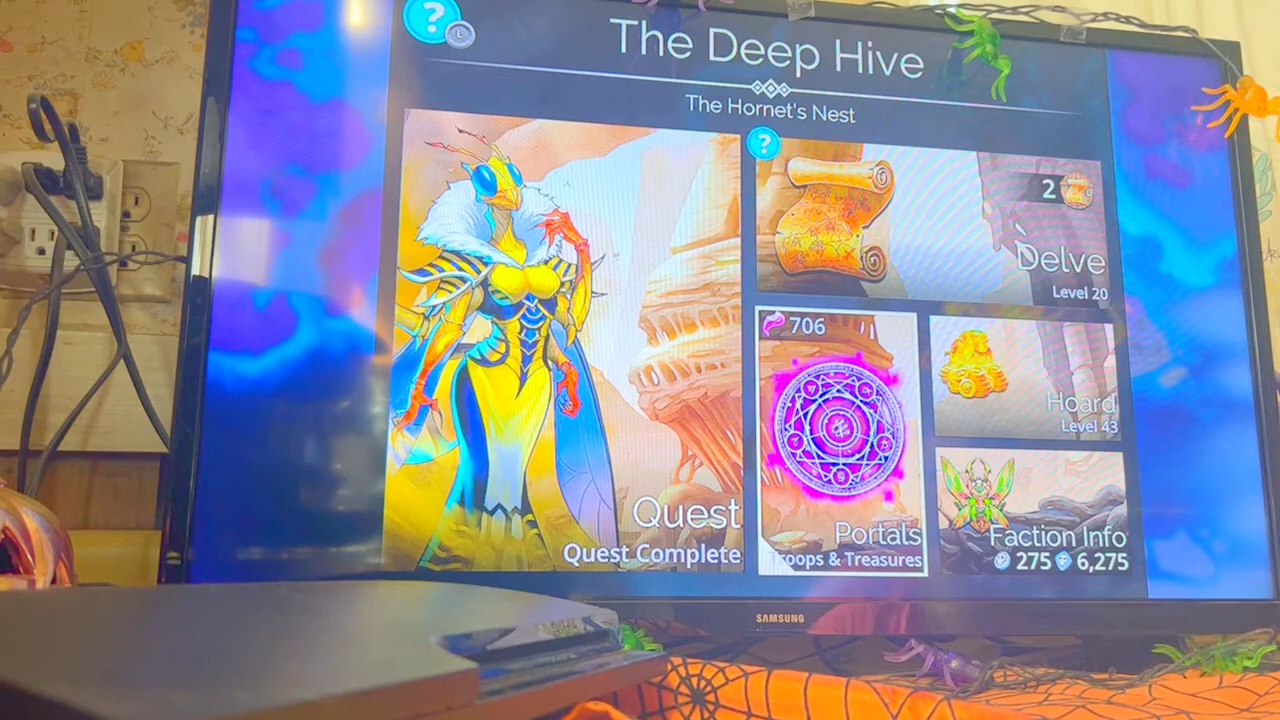 ?
L
The Deep Hive
The Hornet's Nest
?
2
Delve
Level 20
706
Portals
Troops & Treasures
Hoard
Level 43
Quest
Quest Complete
Faction Info
275 6,275
SAMSUNG